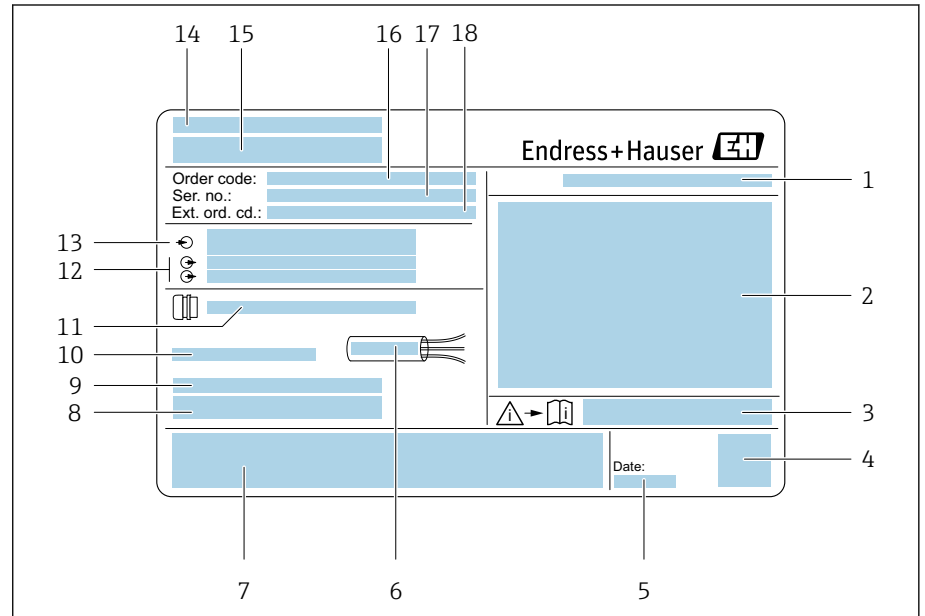 14 15 16 17 18
Endress+Hauser EH
Order code:
Ser. no.:
Ext. ord. cd.:
1
13
12
2
11
10
9
8
3
Date:
4
7 6 5